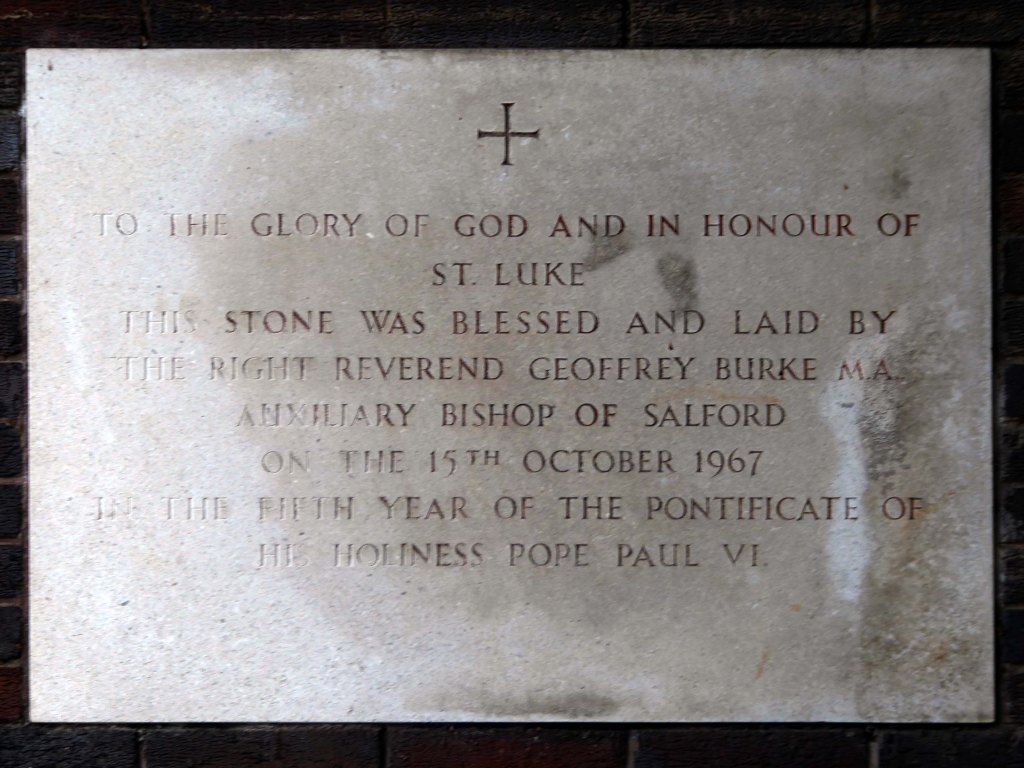 TO THE GLORY OF GOD AND IN HONOUR OF
ST. LUKE
THIS STONE WAS BLESSED AND LAID BY
THE RIGHT REVEREND GEOFFREY BURKE M.A.
AUXILIARY BISHOP OF SALFORD
ON THE 15TH OCTOBER 1967
IN THE FIFTH YEAR OF THE PONTIFICATE OF
HIS HOLINESS POPE PAUL VI.